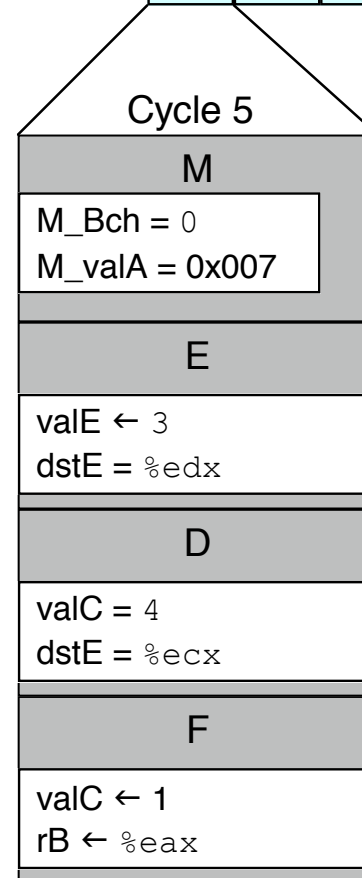 Cycle 5
M
M_Bch = 0
M_valA = 0x007
E
valE ← 3
dstE = %edx
D
valC = 4
dstE = %ecx
F
valC ← 1
rB ← %eax